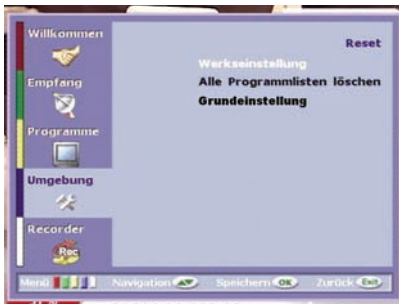 Willkommen
Empfang
Programme
Umgebung
Recorder
Rec
Reset
Werkseinstellung
Alle Programmlisten löschen
Grundeinstellung
Menü Navigation Speichern OK Zurück Exit